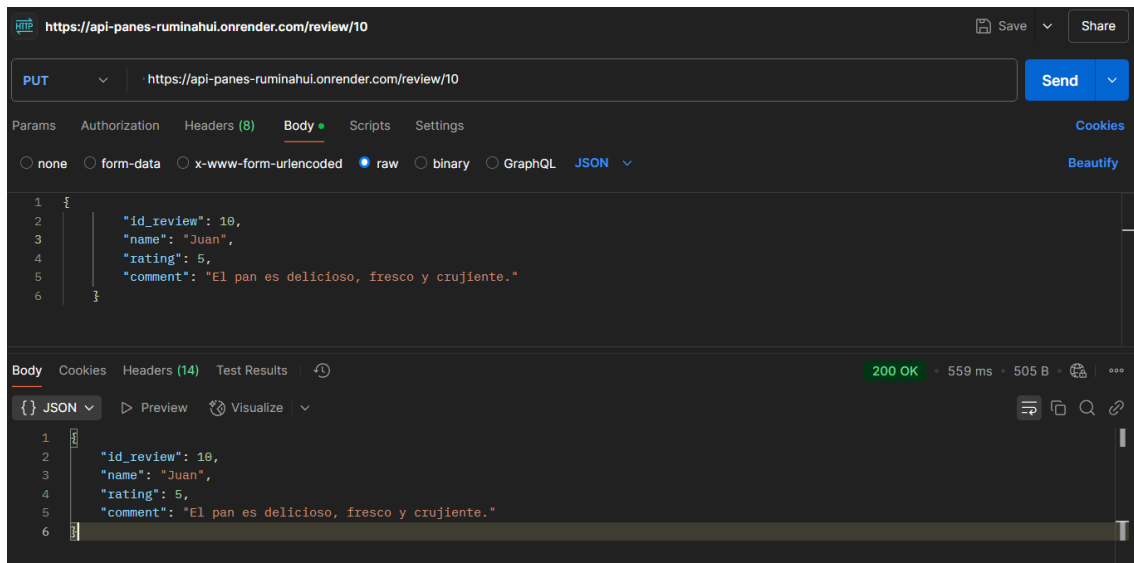 HTTP https://api-panes-ruminahui.onrender.com/review/10 Save Share
PUT https://api-panes-ruminahui.onrender.com/review/10 Send
Params Authorization Headers (8) Body Scripts Settings Cookies
none form-data x-www-form-urlencoded raw binary GraphQL JSON Beautify
1 {
2 "id_review": 10,
3 "name": "Juan",
4 "rating": 5,
5 "comment": "El pan es delicioso, fresco y crujiente."
6 }
Body Cookies Headers (14) Test Results 200 OK • 559 ms • 505 B
{} JSON Preview Visualize
1 {
2 "id_review": 10,
3 "name": "Juan",
4 "rating": 5,
5 "comment": "El pan es delicioso, fresco y crujiente."
6 }